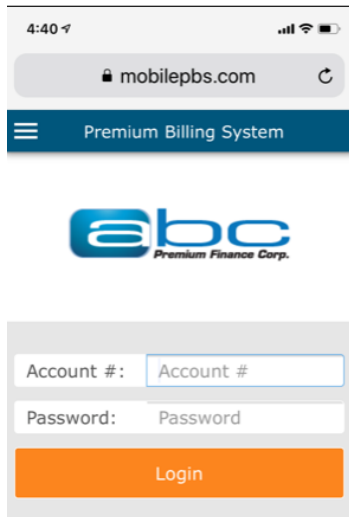 4:40
mobilepbs.com
Premium Billing System
abc
Premium Finance Corp.
Account #: Account #
Password: Password
Login